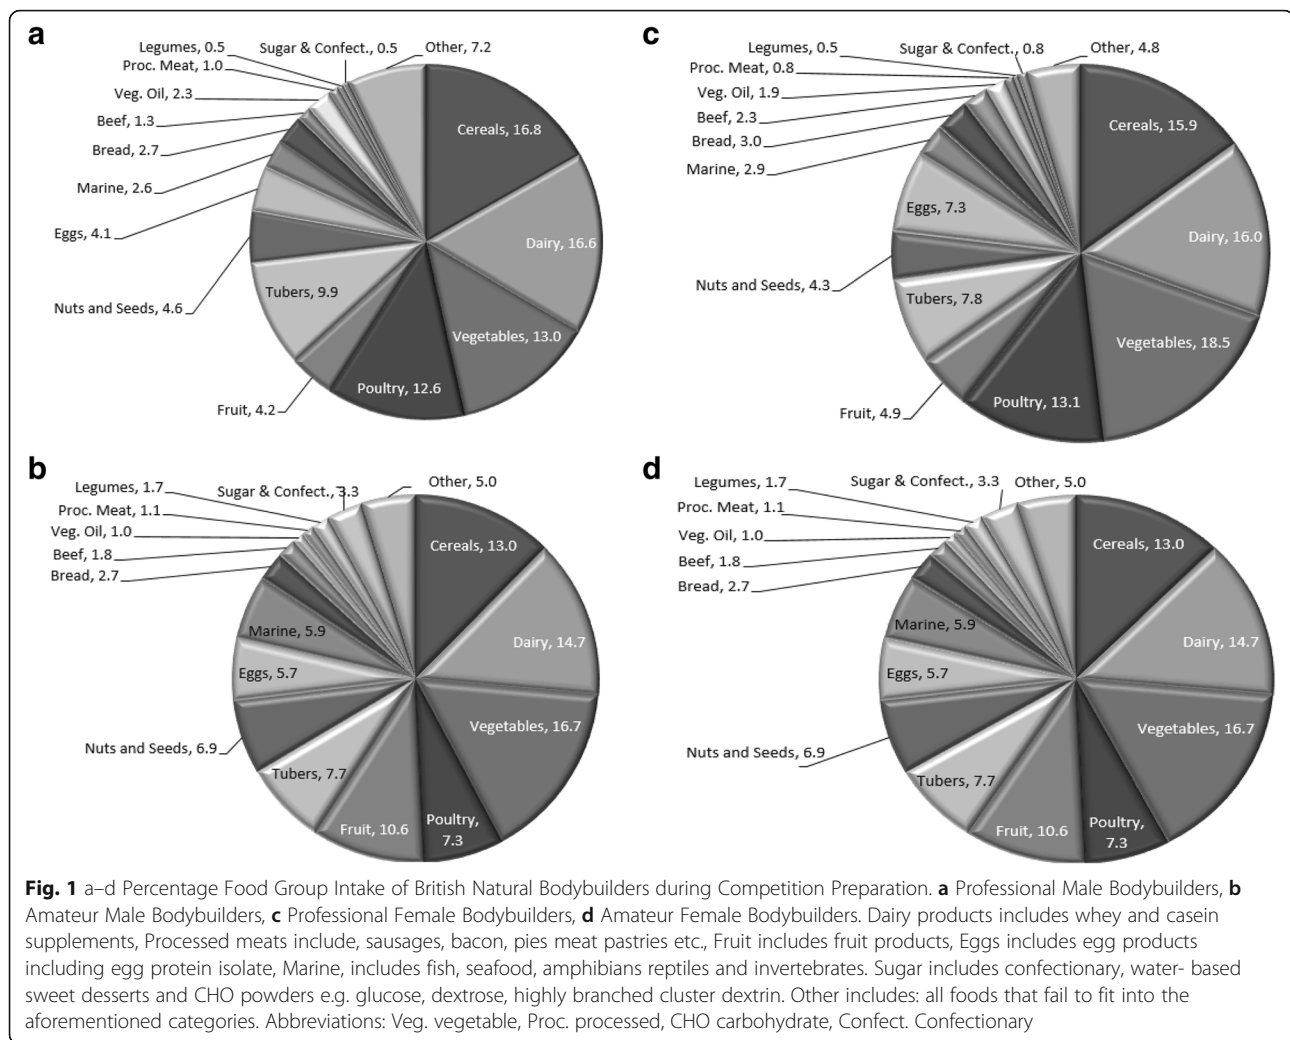 a
Legumes, 0.5
Sugar & Confect., 0.5
Other, 7.2
Proc. Meat, 1.0
Veg. Oil, 2.3
Beef, 1.3
Bread, 2.7
Marine, 2.6
Eggs, 4.1
Nuts and Seeds, 4.6
Tubers, 9.9
Fruit, 4.2
Poultry, 12.6
Vegetables, 13.0
Dairy, 16.6
Cereals, 16.8
c
Legumes, 0.5
Sugar & Confect., 0.8
Other, 4.8
Proc. Meat, 0.8
Veg. Oil, 1.9
Beef, 2.3
Bread, 3.0
Marine, 2.9
Eggs, 7.3
Nuts and Seeds, 4.3
Tubers, 7.8
Fruit, 4.9
Poultry, 13.1
Vegetables, 18.5
Dairy, 16.0
Cereals, 15.9
b
Legumes, 1.7
Sugar & Confect., 3.3
Other, 5.0
Proc. Meat, 1.1
Veg. Oil, 1.0
Beef, 1.8
Bread, 2.7
Marine, 5.9
Eggs, 5.7
Nuts and Seeds, 6.9
Tubers, 7.7
Fruit, 10.6
Poultry,
7.3
Vegetables, 16.7
Dairy, 14.7
Cereals, 13.0
d
Legumes, 1.7
Sugar & Confect., 3.3
Other, 5.0
Proc. Meat, 1.1
Veg. Oil, 1.0
Beef, 1.8
Bread, 2.7
Marine, 5.9
Eggs, 5.7
Nuts and Seeds, 6.9
Tubers, 7.7
Fruit, 10.6
Poultry,
7.3
Vegetables, 16.7
Dairy, 14.7
Cereals, 13.0
Fig. 1 a–d Percentage Food Group Intake of British Natural Bodybuilders during Competition Preparation. a Professional Male Bodybuilders, b
Amateur Male Bodybuilders, c Professional Female Bodybuilders, d Amateur Female Bodybuilders. Dairy products includes whey and casein
supplements, Processed meats include, sausages, bacon, pies meat pastries etc., Fruit includes fruit products, Eggs includes egg products
including egg protein isolate, Marine, includes fish, seafood, amphibians reptiles and invertebrates. Sugar includes confectionary, water- based
sweet desserts and CHO powders e.g. glucose, dextrose, highly branched cluster dextrin. Other includes: all foods that fail to fit into the
aforementioned categories. Abbreviations: Veg. vegetable, Proc. processed, CHO carbohydrate, Confect. Confectionary